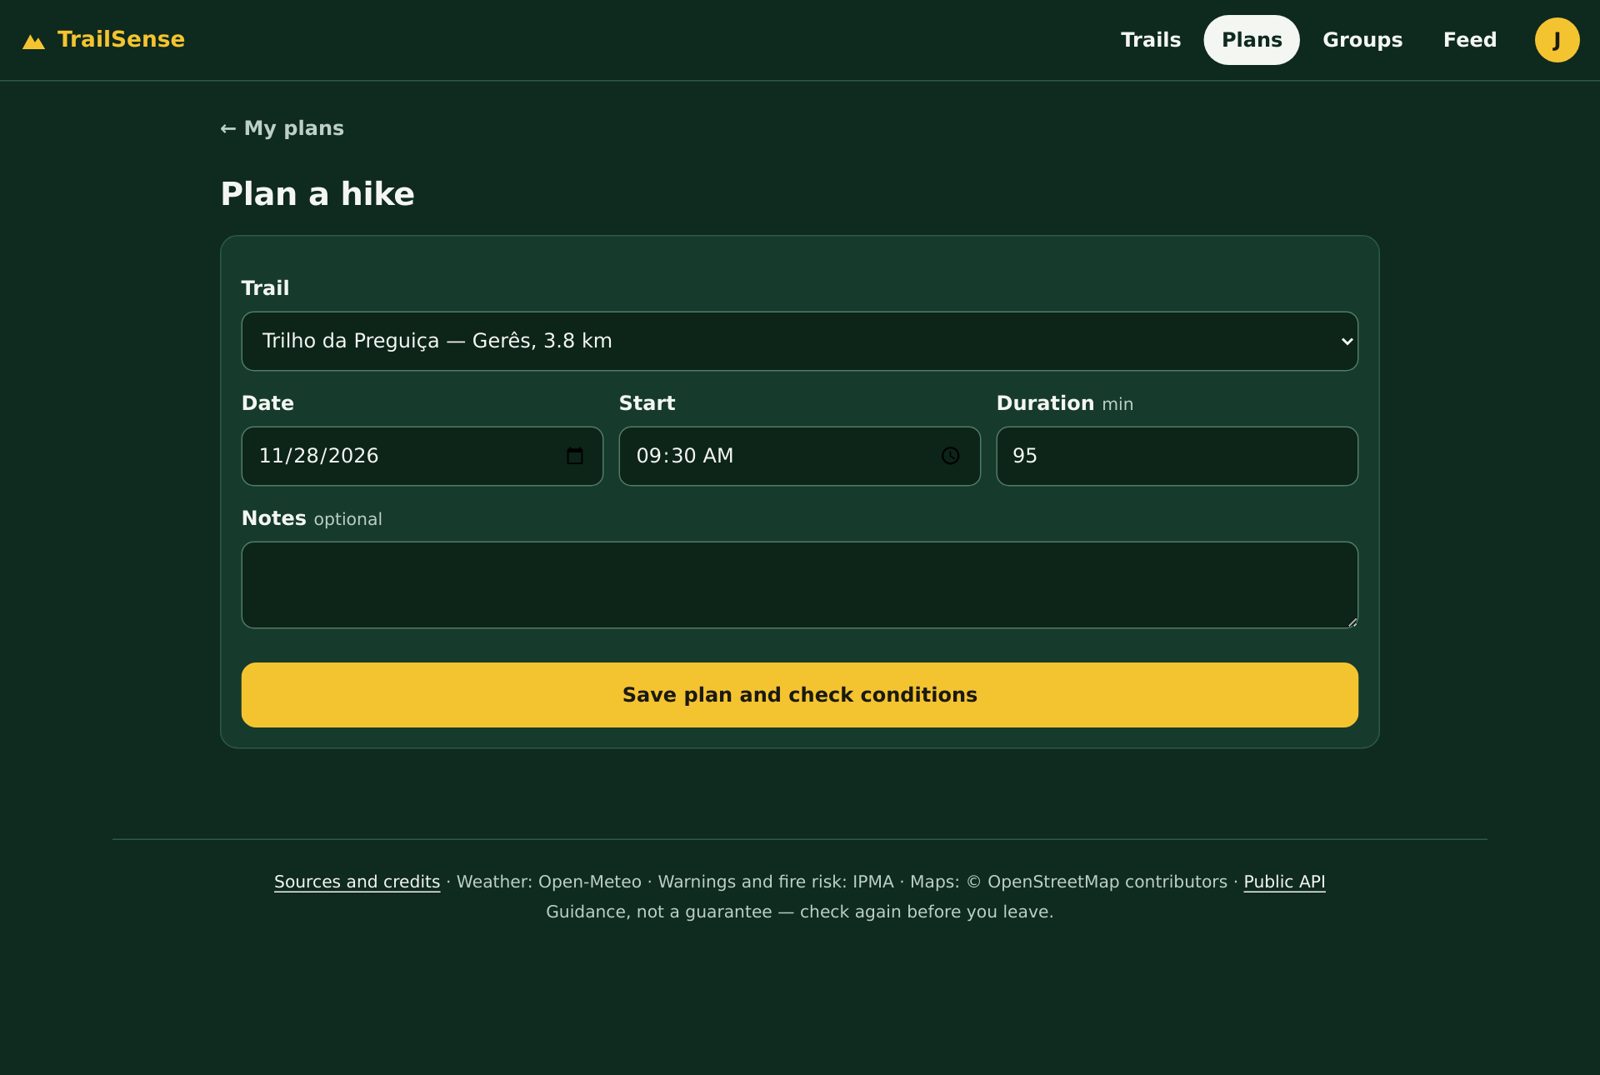 TrailSense
Trails
Plans
Groups
Feed
J
← My plans
Plan a hike
Trail
Trilho da Preguiça — Gerês, 3.8 km
Date
Start
Duration min
11/28/2026
09:30 AM
95
Notes optional
Save plan and check conditions
Sources and credits · Weather: Open-Meteo · Warnings and fire risk: IPMA · Maps: © OpenStreetMap contributors · Public API
Guidance, not a guarantee — check again before you leave.